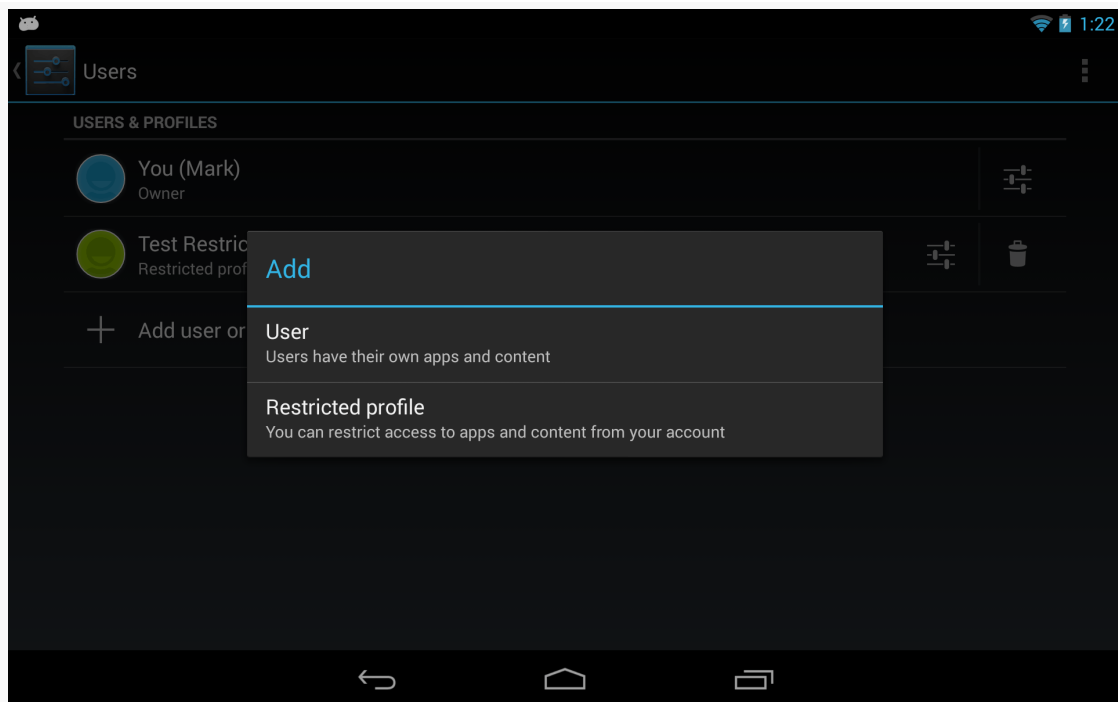 1:22
Users
USERS & PROFILES
You (Mark)
Owner
Test Restric
Restricted prof
Add user or
Add
User
Users have their own apps and content
Restricted profile
You can restrict access to apps and content from your account